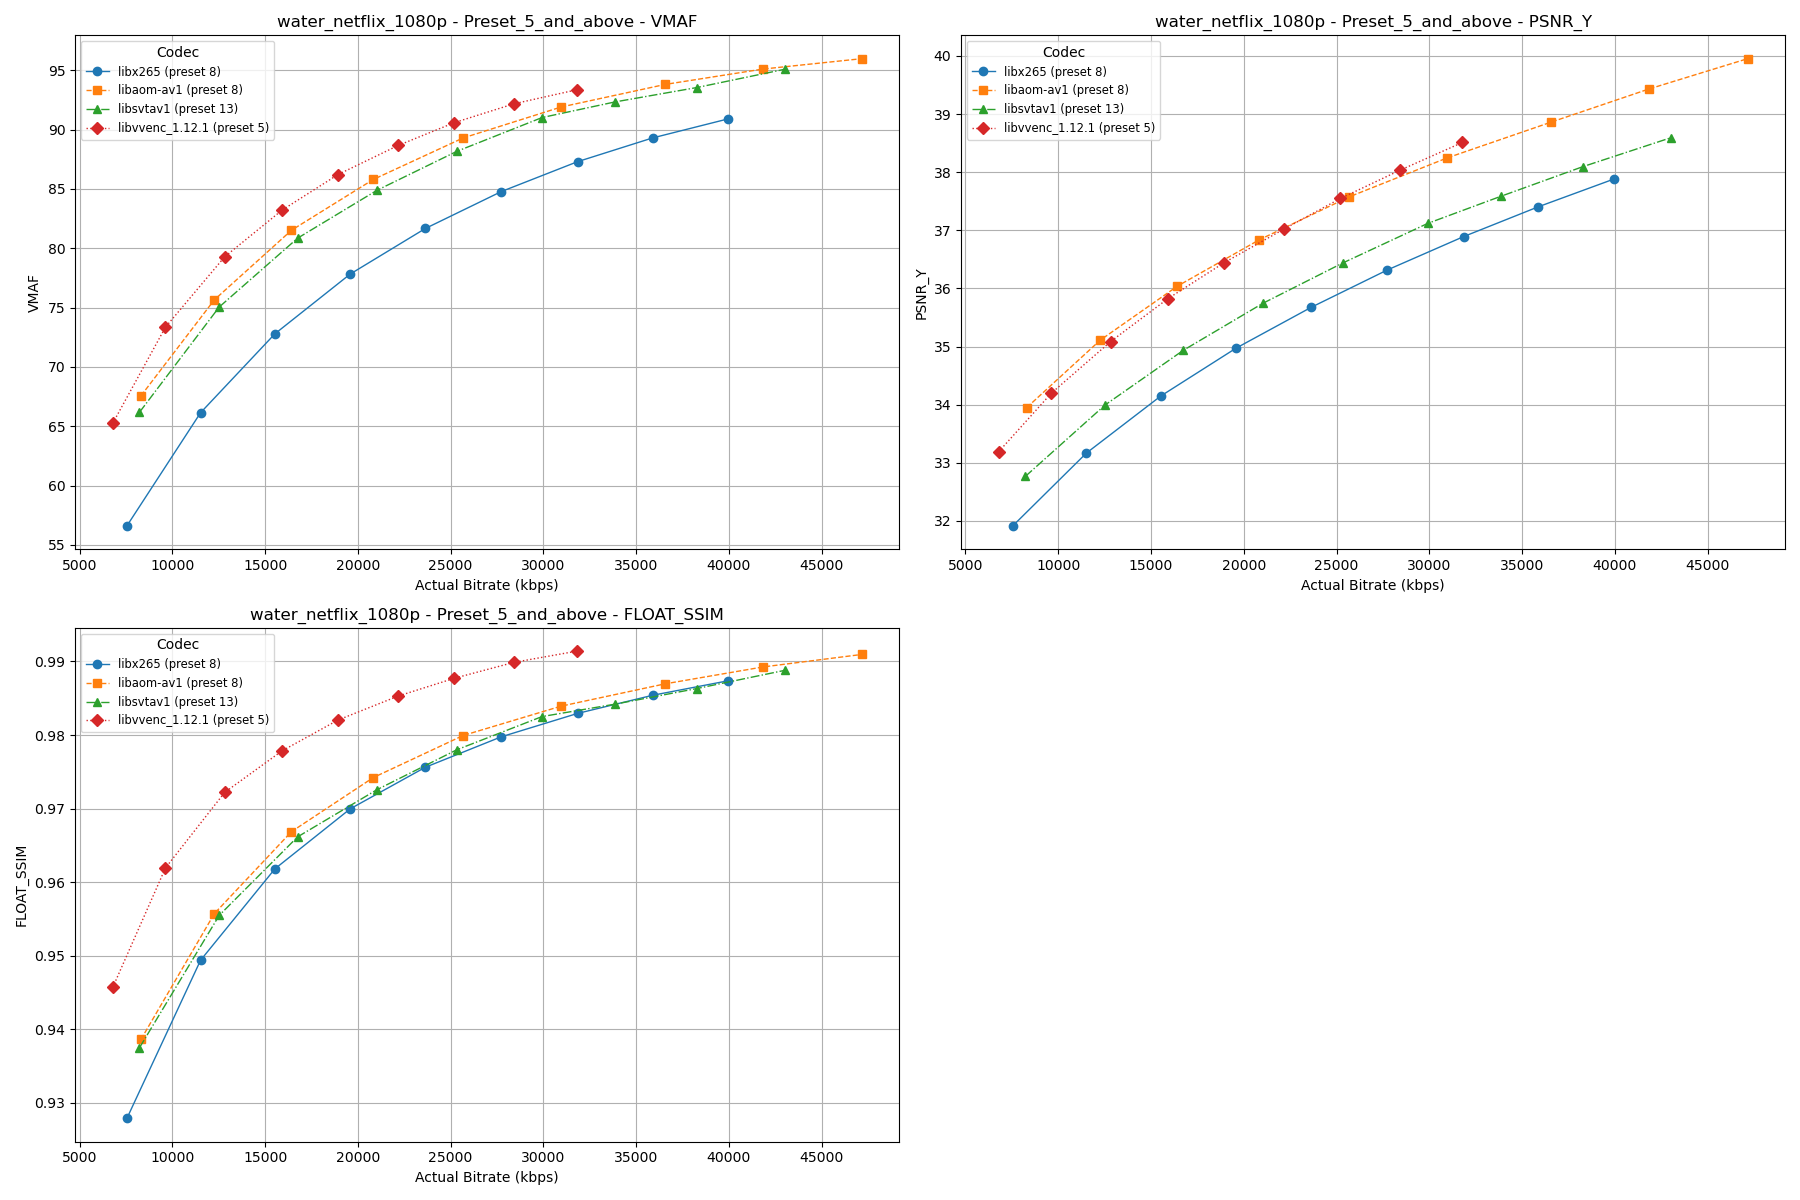 water_netflix_1080p - Preset_5_and_above - VMAF
Codec
libx265 (preset 8)
libaom-av1 (preset 8)
libsvtav1 (preset 13)
libvvenc_1.12.1 (preset 5)
95
90
85
80
75
70
65
60
55
VMAF
5000 10000 15000 20000 25000 30000 35000 40000 45000
Actual Bitrate (kbps)
water_netflix_1080p - Preset_5_and_above - PSNR_Y
Codec
libx265 (preset 8)
libaom-av1 (preset 8)
libsvtav1 (preset 13)
libvvenc_1.12.1 (preset 5)
40
39
38
37
36
35
34
33
32
PSNR_Y
5000 10000 15000 20000 25000 30000 35000 40000 45000
Actual Bitrate (kbps)
water_netflix_1080p - Preset_5_and_above - FLOAT_SSIM
Codec
libx265 (preset 8)
libaom-av1 (preset 8)
libsvtav1 (preset 13)
libvvenc_1.12.1 (preset 5)
0.99
0.98
0.97
0.96
0.95
0.94
0.93
FLOAT_SSIM
5000 10000 15000 20000 25000 30000 35000 40000 45000
Actual Bitrate (kbps)